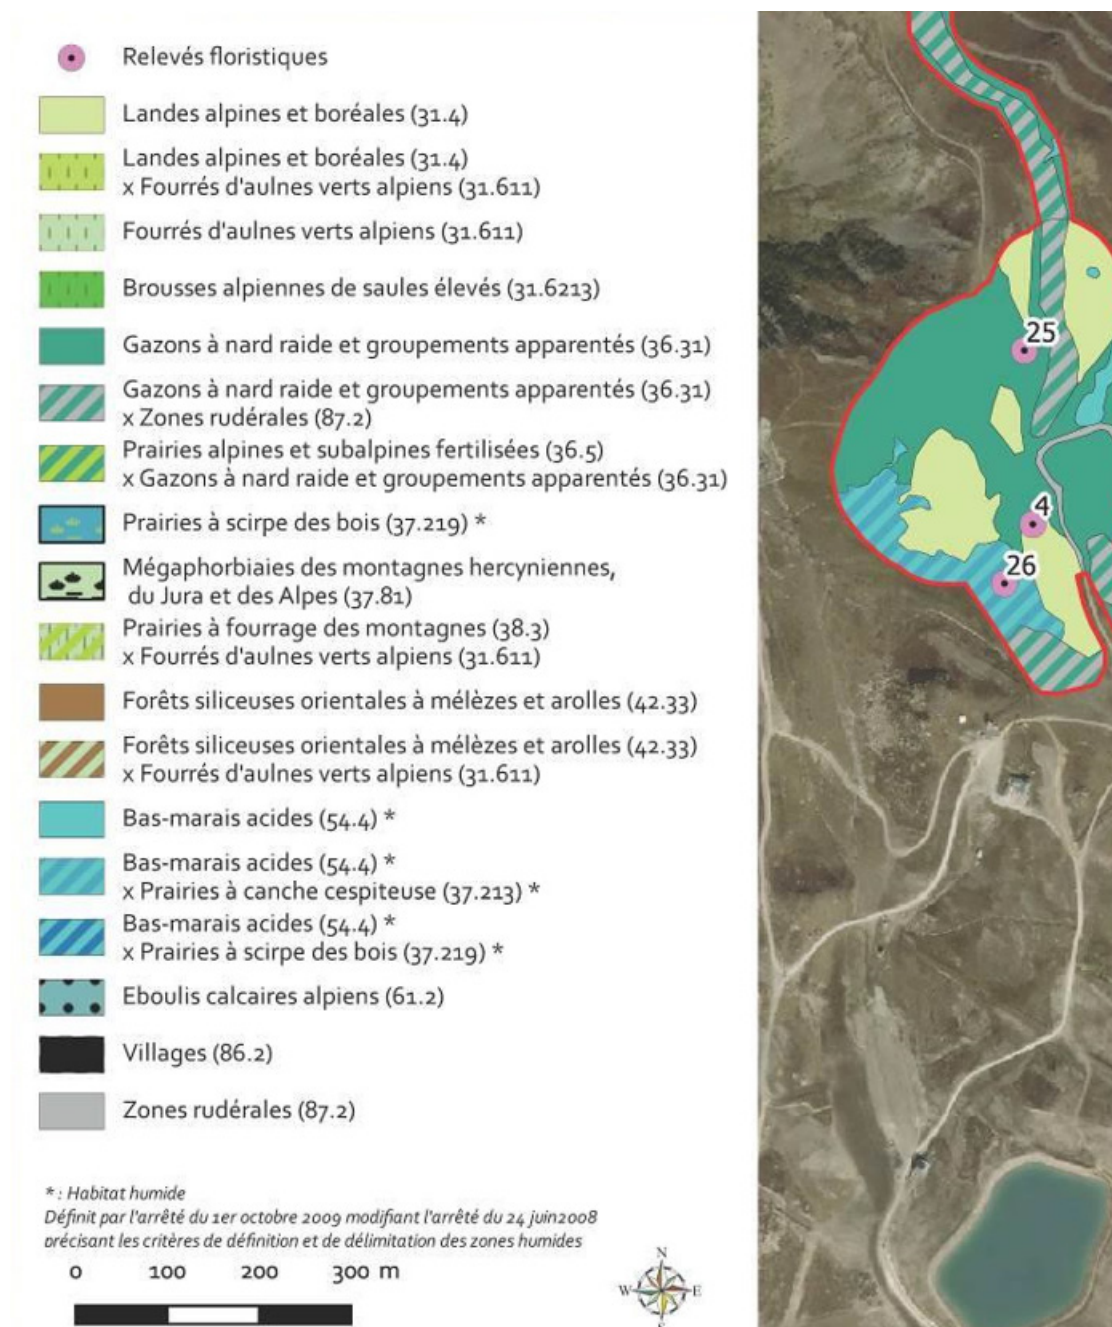 Relevés floristiques
Landes alpines et boréales (31.4)
Landes alpines et boréales (31.4)
x Fourrés d'aulnes verts alpiens (31.611)
Fourrés d'aulnes verts alpiens (31.611)
Brousses alpiennes de saules élevés (31.6213)
Gazons à nard raide et groupements apparentés (36.31)
Gazons à nard raide et groupements apparentés (36.31)
x Zones rudérales (87.2)
Prairies alpines et subalpines fertilisées (36.5)
x Gazons à nard raide et groupements apparentés (36.31)
Prairies à scirpe des bois (37.219) *
Mégaphorbiaies des montagnes hercyniennes,
du Jura et des Alpes (37.81)
Prairies à fourrage des montagnes (38.3)
x Fourrés d'aulnes verts alpiens (31.611)
Forêts siliceuses orientales à mélèzes et arolles (42.33)
Forêts siliceuses orientales à mélèzes et arolles (42.33)
x Fourrés d'aulnes verts alpiens (31.611)
Bas-marais acides (54.4) *
Bas-marais acides (54.4) *
x Prairies à canche cespiteuse (37.213) *
Bas-marais acides (54.4) *
x Prairies à scirpe des bois (37.219) *
Eboulis calcaires alpiens (61.2)
Villages (86.2)
Zones rudérales (87.2)
* : Habitat humide
Définit par l'arrêté du 1er octobre 2009 modifiant l'arrêté du 24 juin2008
précisant les critères de définition et de délimitation des zones humides
0 100 200 300 m
N
W E
S
25
4
26